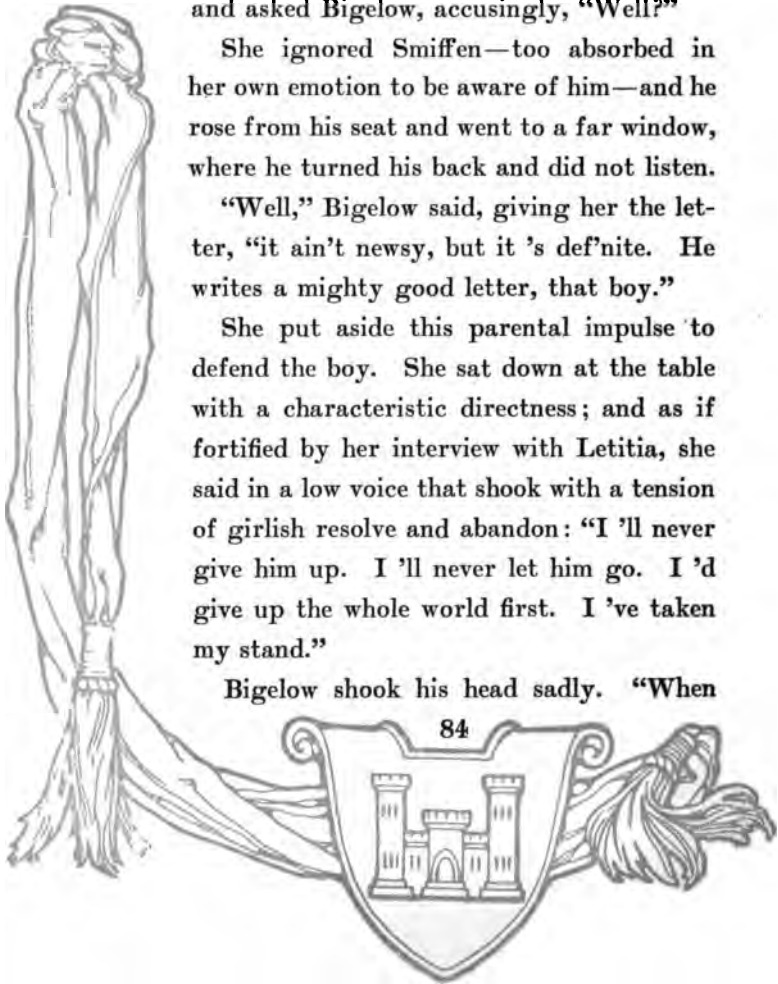 and asked Bigelow, accusingly, “Well?”
She ignored Smiffen—too absorbed in
her own emotion to be aware of him—and he
rose from his seat and went to a far window,
where he turned his back and did not listen.
“Well,” Bigelow said, giving her the let-
ter, “it ain't newsy, but it 's def'nite. He
writes a mighty good letter, that boy.”
She put aside this parental impulse to
defend the boy. She sat down at the table
with a characteristic directness; and as if
fortified by her interview with Letitia, she
said in a low voice that shook with a tension
of girlish resolve and abandon: “I 'll never
give him up. I 'll never let him go. I 'd
give up the whole world first. I 've taken
my stand.”
Bigelow shook his head sadly. “When
84